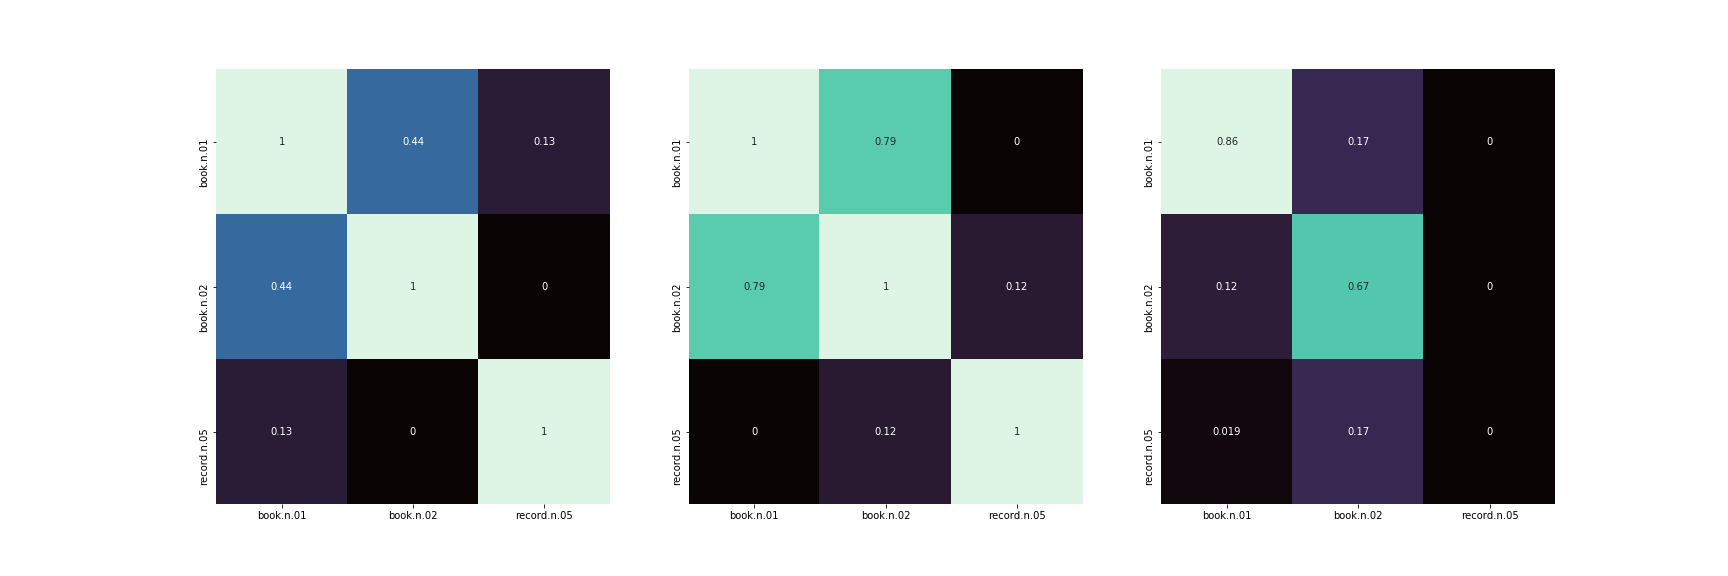 book.n.01 1 0.44 0.13
book.n.02 0.44 1 0
record.n.05 0.13 0 1
book.n.01 book.n.02 record.n.05
book.n.01 1 0.79 0
book.n.02 0.79 1 0.12
record.n.05 0 0.12 1
book.n.01 book.n.02 record.n.05
book.n.01 0.86 0.17 0
book.n.02 0.12 0.67 0
record.n.05 0.019 0.17 0
book.n.01 book.n.02 record.n.05